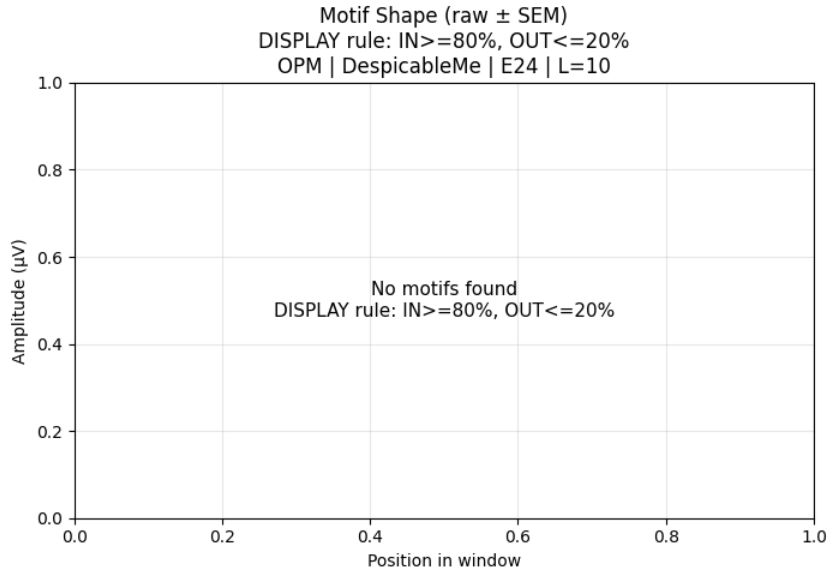 Motif Shape (raw ± SEM)
DISPLAY rule: IN>=80%, OUT<=20%
OPM | DespicableMe | E24 | L=10
1.0
0.8
0.6
0.4
0.2
0.0
Amplitude (µV)
No motifs found
DISPLAY rule: IN>=80%, OUT<=20%
0.0 0.2 0.4 0.6 0.8 1.0
Position in window